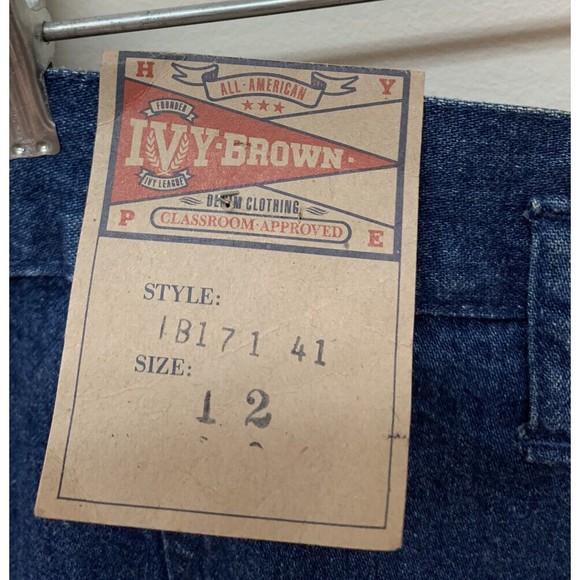 H Y
ALL-AMERICAN
FOUNDER
IVY·BROWN·
IVY LEAGUE
DENIM CLOTHING
P E
CLASSROOM·APPROVED
STYLE:
IB171 41
SIZE:
12